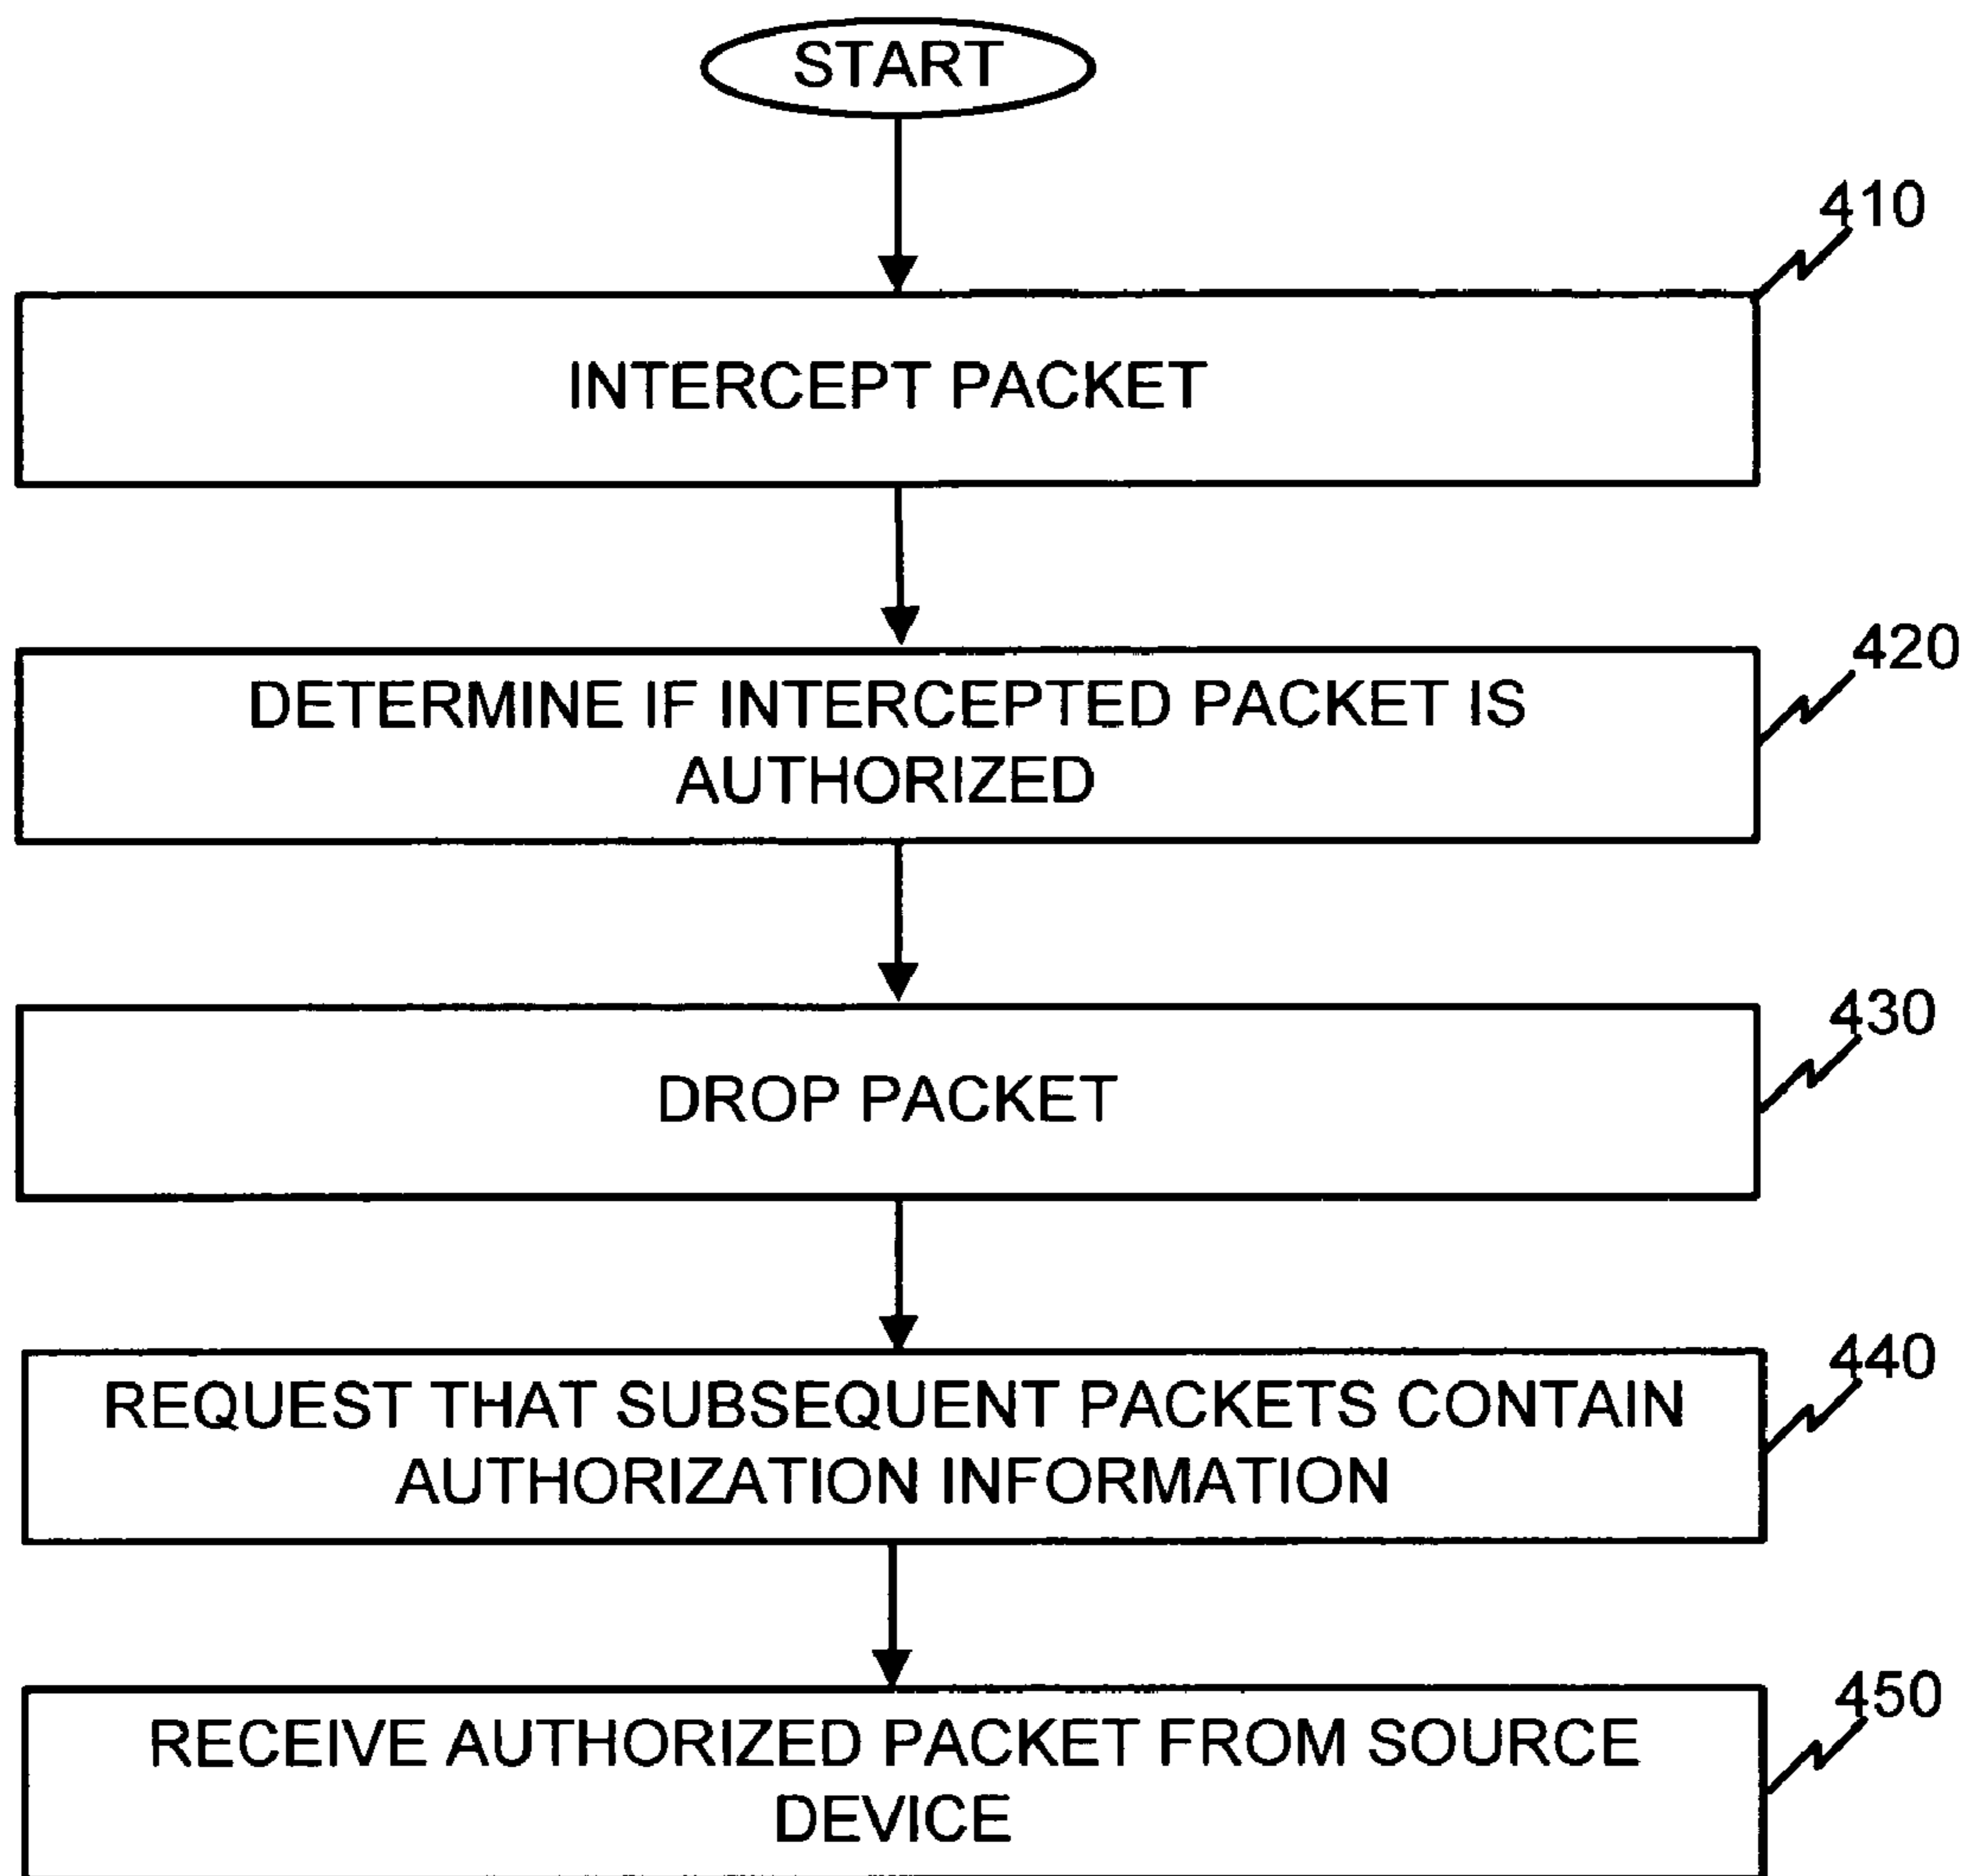 START
410
INTERCEPT PACKET
420
DETERMINE IF INTERCEPTED PACKET IS
AUTHORIZED
430
DROP PACKET
440
REQUEST THAT SUBSEQUENT PACKETS CONTAIN
AUTHORIZATION INFORMATION
450
RECEIVE AUTHORIZED PACKET FROM SOURCE
DEVICE